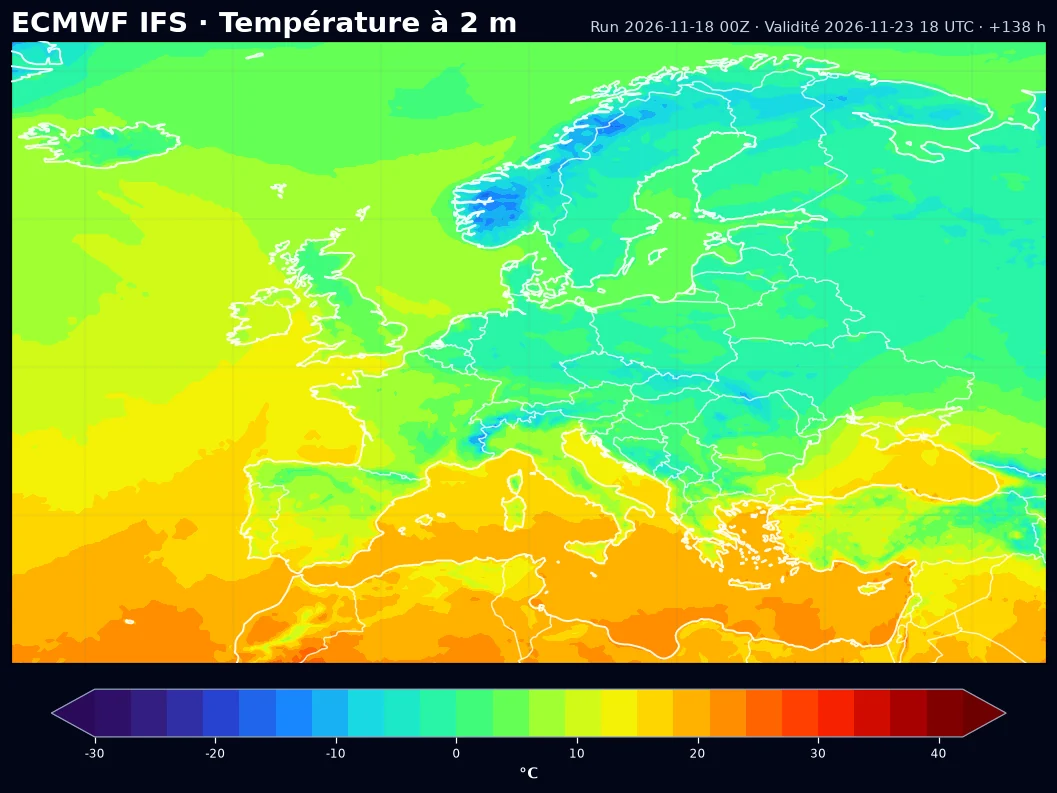 ECMWF IFS · Température à 2 m
Run 2026-11-18 00Z · Validité 2026-11-23 18 UTC · +138 h
-30 -20 -10 0 10 20 30 40
°C